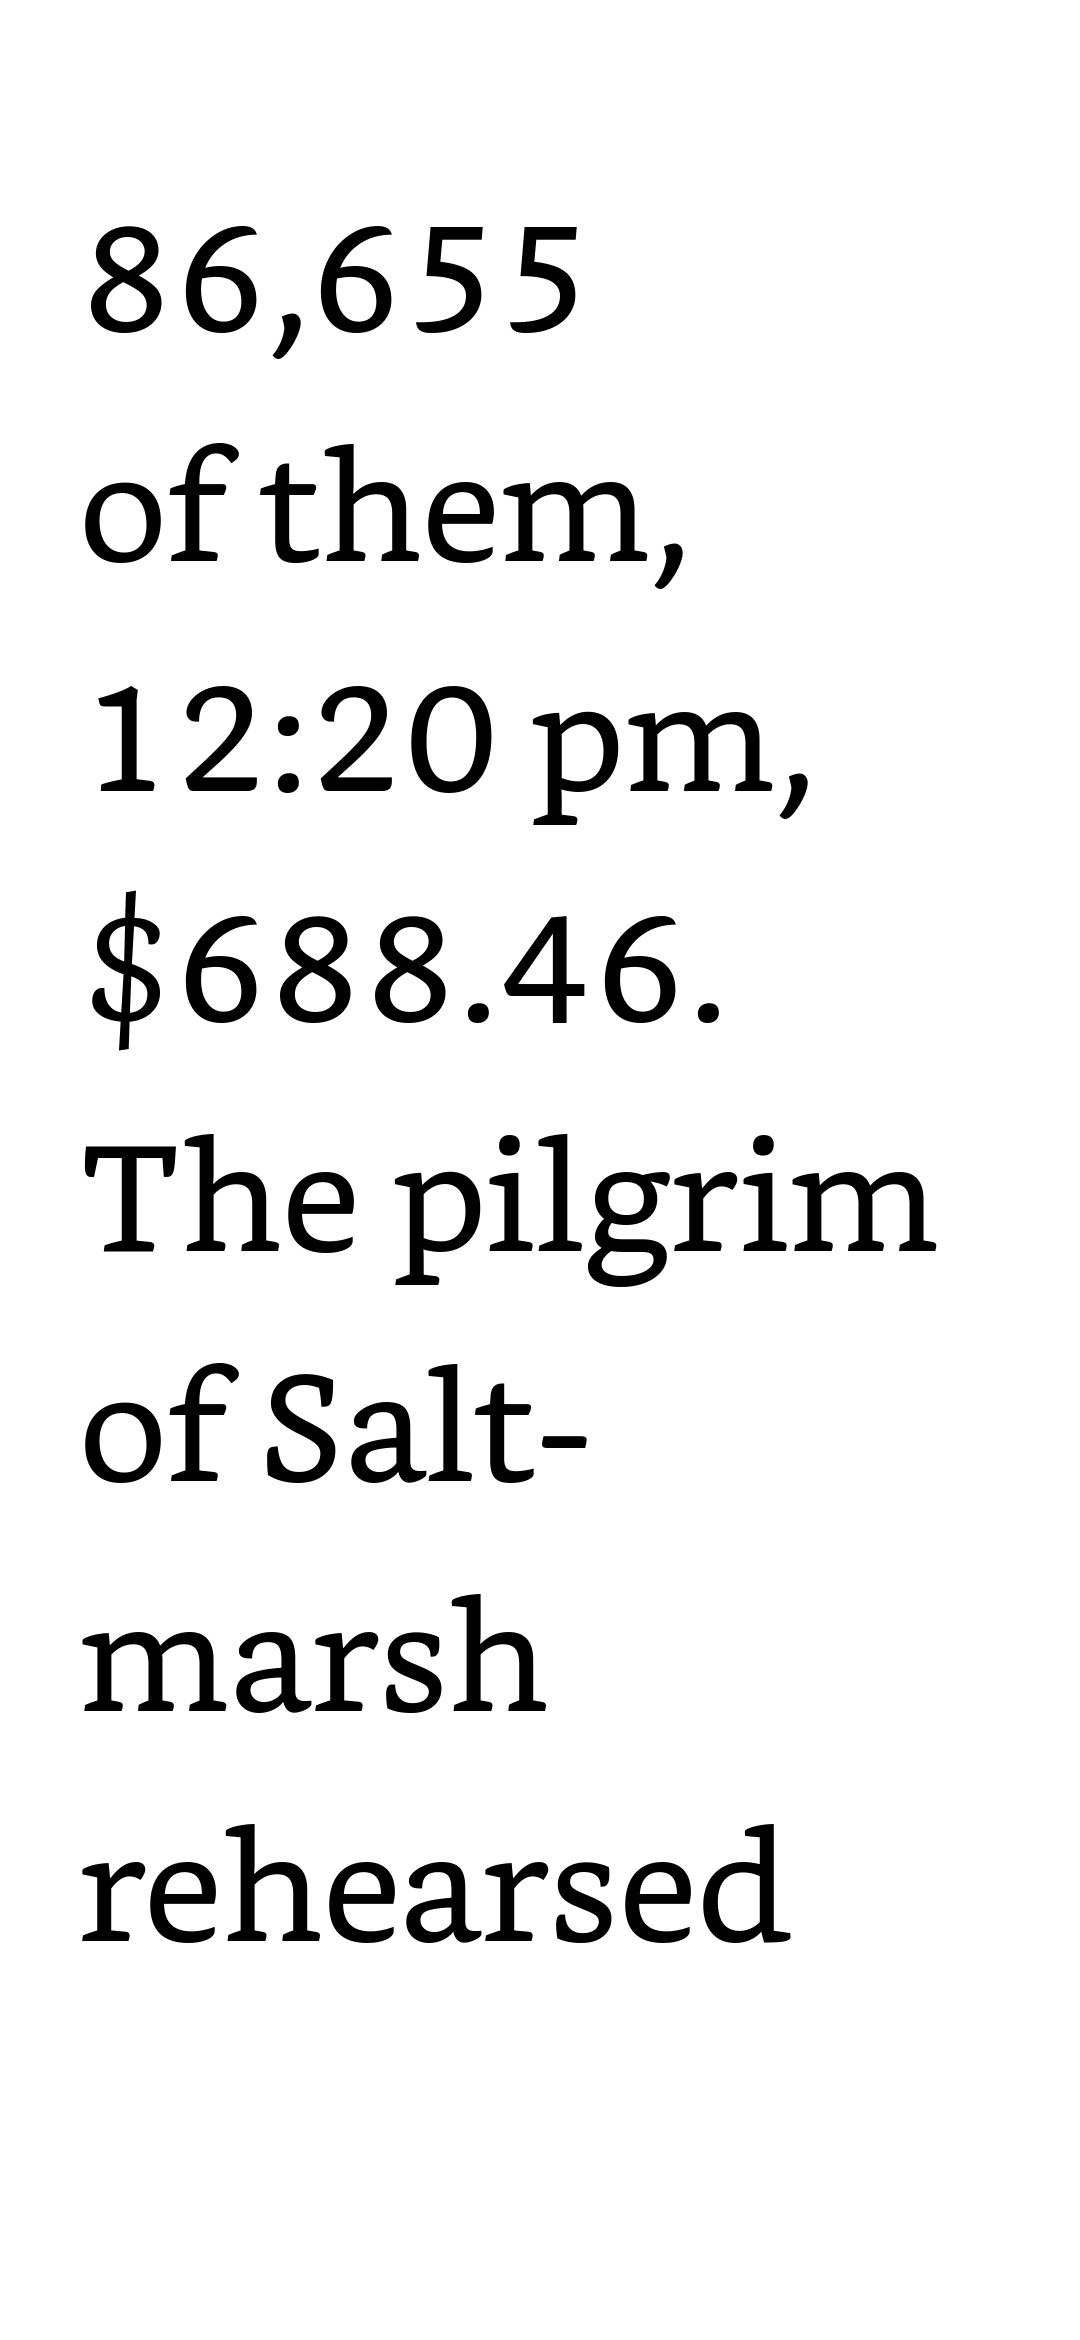 86,655
of them,
12:20 pm,
$688.46.
The pilgrim
of Salt-
marsh
rehearsed